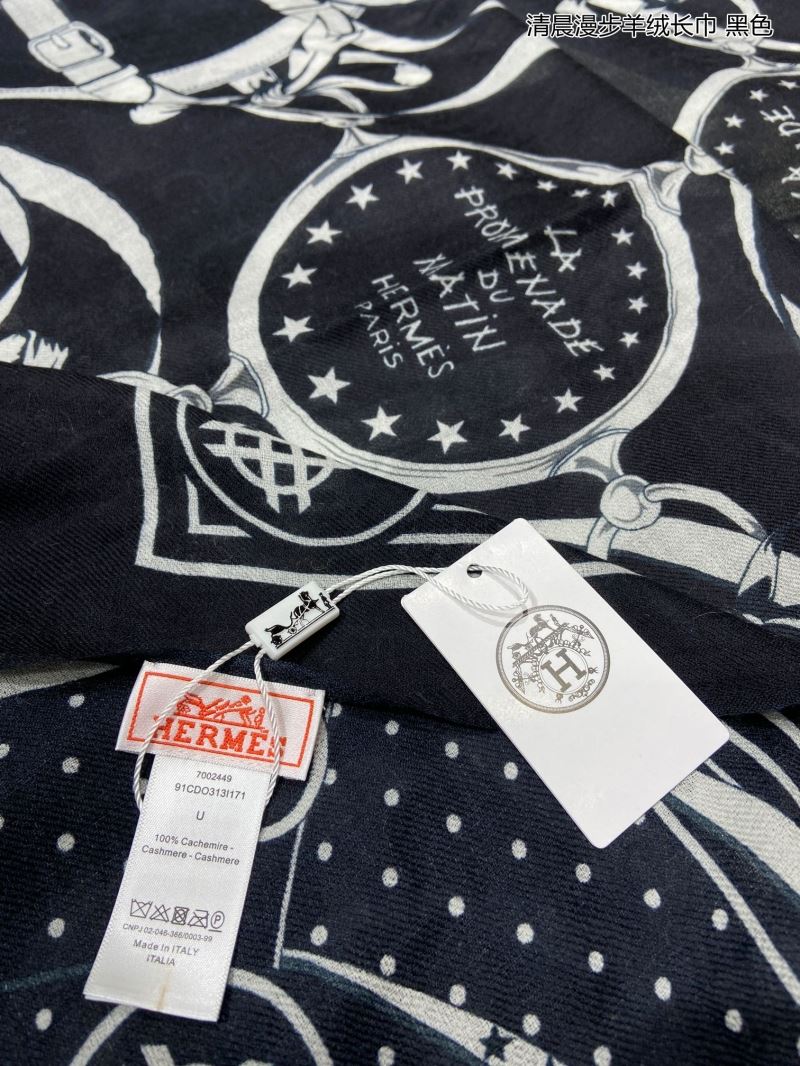 清晨漫步羊绒长巾 黑色
LA
PROMENADE
DU
MATIN
HERMÈS
PARIS
H
HERMÈS
7002449
91CDO313I171
U
100% Cachemire -
Cashmere - Cashmere
P
CNPJ 02-046-366/0003-99
Made In ITALY
ITALIA